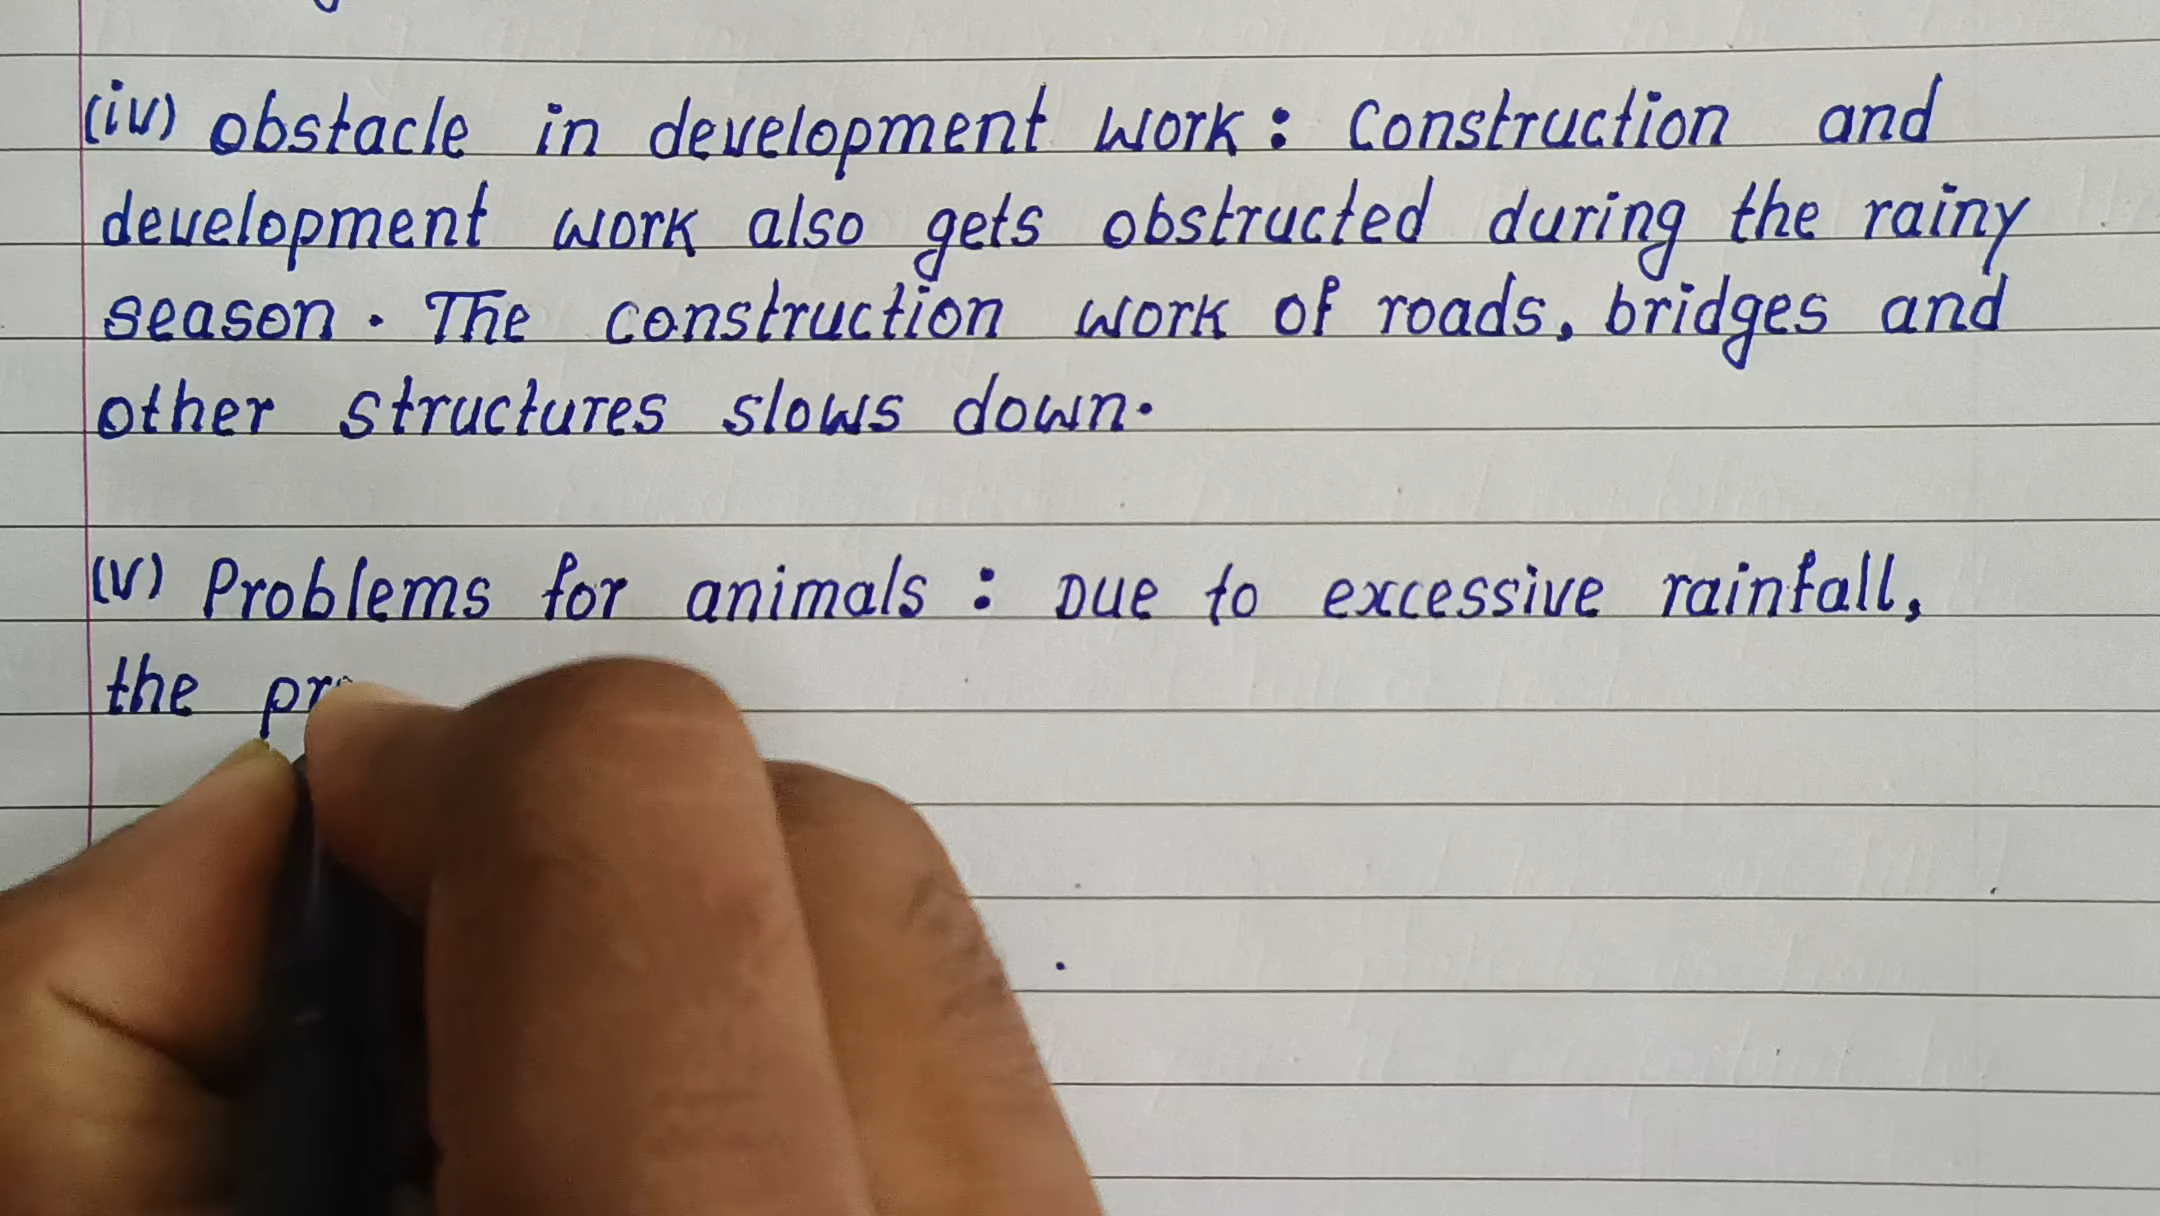 (iv) obstacle in development work: Construction and
development work also gets obstructed during the rainy
season. The construction work of roads, bridges and
other structures slows down.
(v) Problems for animals: Due to excessive rainfall,
the